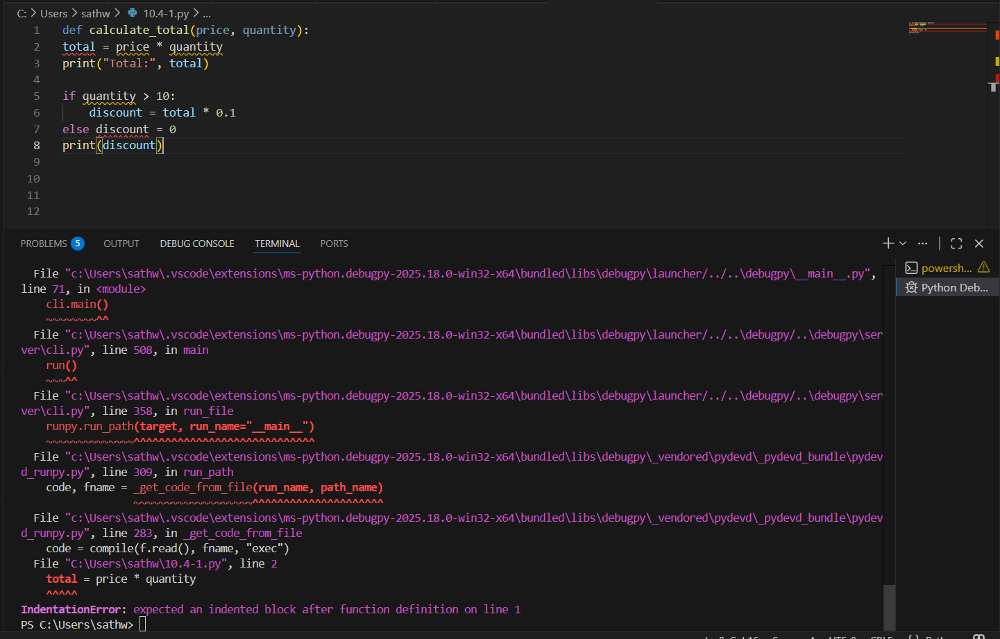 C: > Users > sathw > 10.4-1.py > ...
1 def calculate_total(price, quantity):
2 total = price * quantity
3 print("Total:", total)
4
5 if quantity > 10:
6     discount = total * 0.1
7 else discount = 0
8 print(discount)
9
10
11
12
PROBLEMS 5 OUTPUT DEBUG CONSOLE TERMINAL PORTS
powersh...
Python Deb...
  File "c:\Users\sathw\.vscode\extensions\ms-python.debugpy-2025.18.0-win32-x64\bundled\libs\debugpy\launcher/../..\debugpy\__main__.py",
line 71, in <module>
    cli.main()
    ~~~~~~~~^^
  File "c:\Users\sathw\.vscode\extensions\ms-python.debugpy-2025.18.0-win32-x64\bundled\libs\debugpy\launcher/../..\debugpy/..\debugpy\ser
ver\cli.py", line 508, in main
    run()
    ~~~^^
  File "c:\Users\sathw\.vscode\extensions\ms-python.debugpy-2025.18.0-win32-x64\bundled\libs\debugpy\launcher/../..\debugpy/..\debugpy\ser
ver\cli.py", line 358, in run_file
    runpy.run_path(target, run_name="__main__")
    ~~~~~~~~~~~~~~^^^^^^^^^^^^^^^^^^^^^^^^^^^^^
  File "c:\Users\sathw\.vscode\extensions\ms-python.debugpy-2025.18.0-win32-x64\bundled\libs\debugpy\_vendored\pydevd\_pydevd_bundle\pydev
d_runpy.py", line 309, in run_path
    code, fname = _get_code_from_file(run_name, path_name)
                  ~~~~~~~~~~~~~~~~~~~^^^^^^^^^^^^^^^^^^^^^
  File "c:\Users\sathw\.vscode\extensions\ms-python.debugpy-2025.18.0-win32-x64\bundled\libs\debugpy\_vendored\pydevd\_pydevd_bundle\pydev
d_runpy.py", line 283, in _get_code_from_file
    code = compile(f.read(), fname, "exec")
  File "C:\Users\sathw\10.4-1.py", line 2
    total = price * quantity
    ^^^^^
IndentationError: expected an indented block after function definition on line 1
PS C:\Users\sathw>